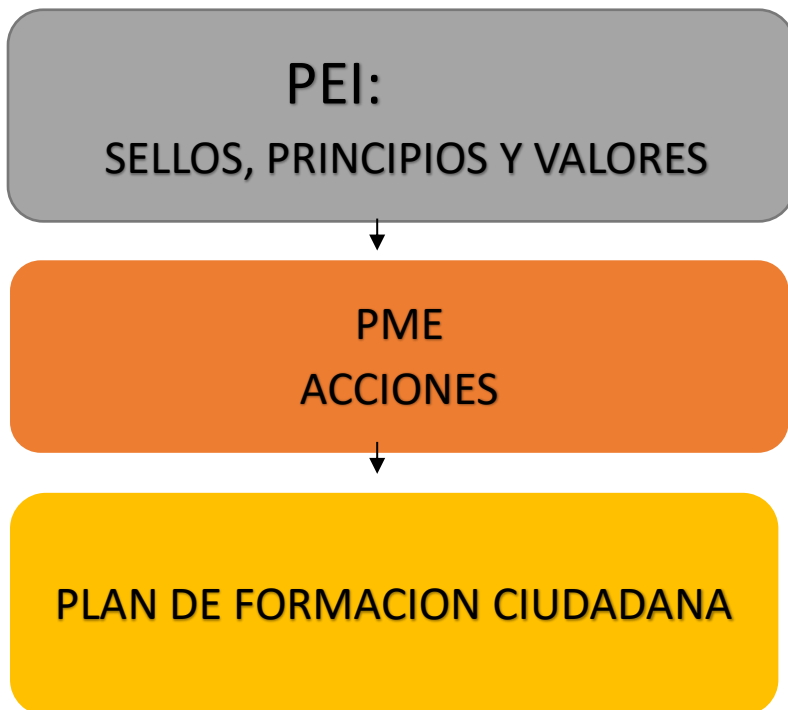 PEI:
SELLOS, PRINCIPIOS Y VALORES
PME
ACCIONES
PLAN DE FORMACION CIUDADANA